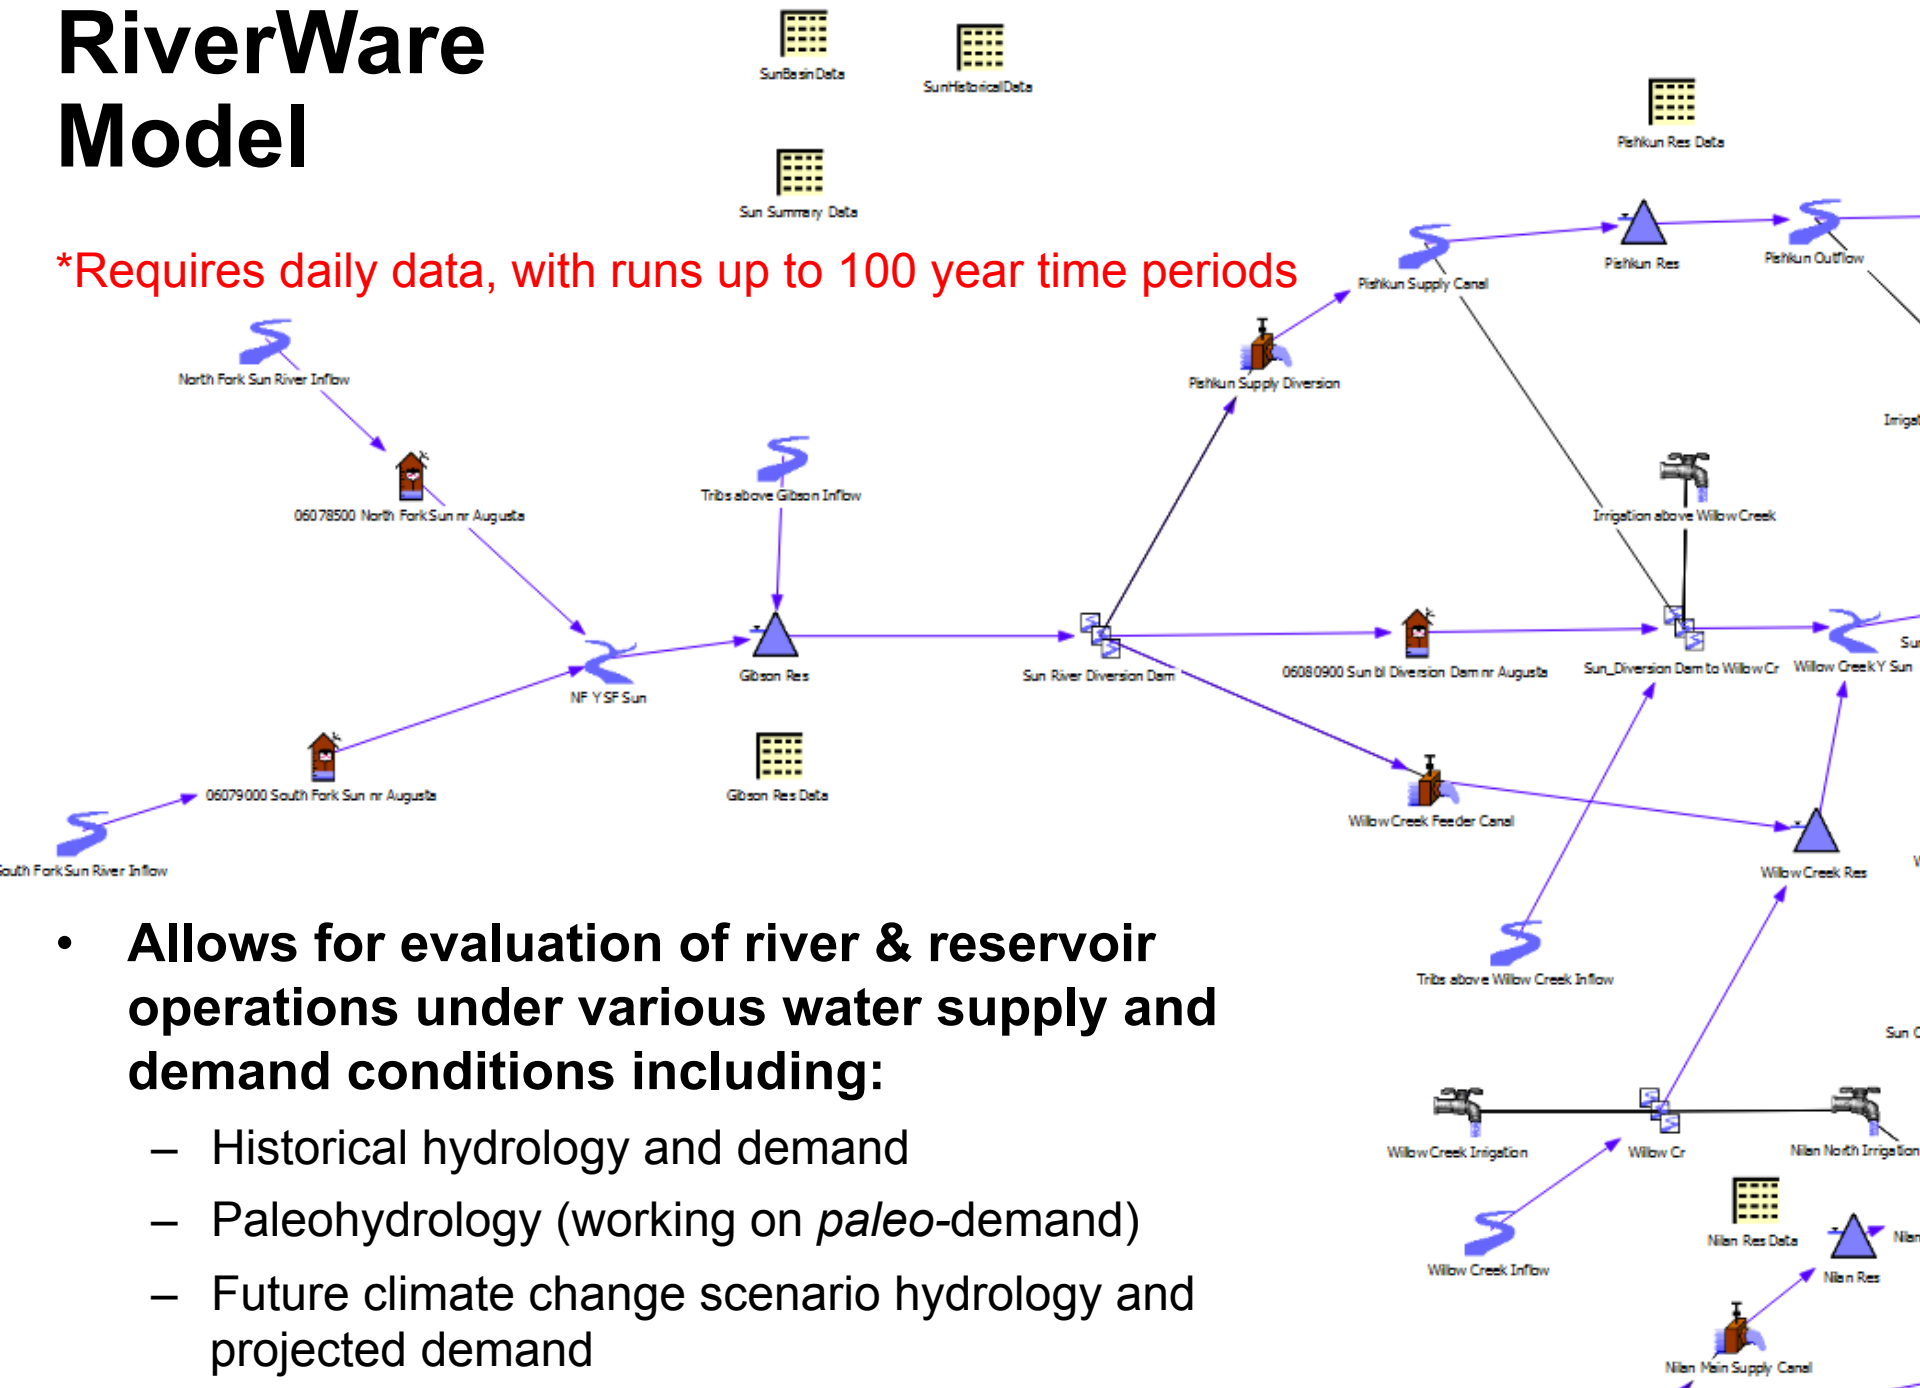 RiverWare
Model
SunBasinData
SunHistoricalData
Pishkun Res Data
Sun Summary Data
*Requires daily data, with runs up to 100 year time periods
Pishkun Supply Canal
Pishkun Res
Pishkun Outflow
North Fork Sun River Inflow
Pishkun Supply Diversion
Tribs above Gibson Inflow
06078500 North Fork Sun nr Augusta
Irrigation above Willow Creek
Gibson Res
Sun River Diversion Dam
06080900 Sun bl Diversion Dam nr Augusta
Sun_Diversion Dam to Willow Cr
Willow Creek Y Sun
NF Y SF Sun
06079000 South Fork Sun nr Augusta
Gibson Res Data
Willow Creek Feeder Canal
outh Fork Sun River Inflow
Willow Creek Res
• Allows for evaluation of river & reservoir
operations under various water supply and
demand conditions including:
Tribs above Willow Creek Inflow
– Historical hydrology and demand
Willow Creek Irrigation
Willow Cr
Nilan North Irrigation
– Paleohydrology (working on paleo-demand)
Nilan Res Data
Nilan
Willow Creek Inflow
Nilan Res
– Future climate change scenario hydrology and
projected demand
Nilan Main Supply Canal